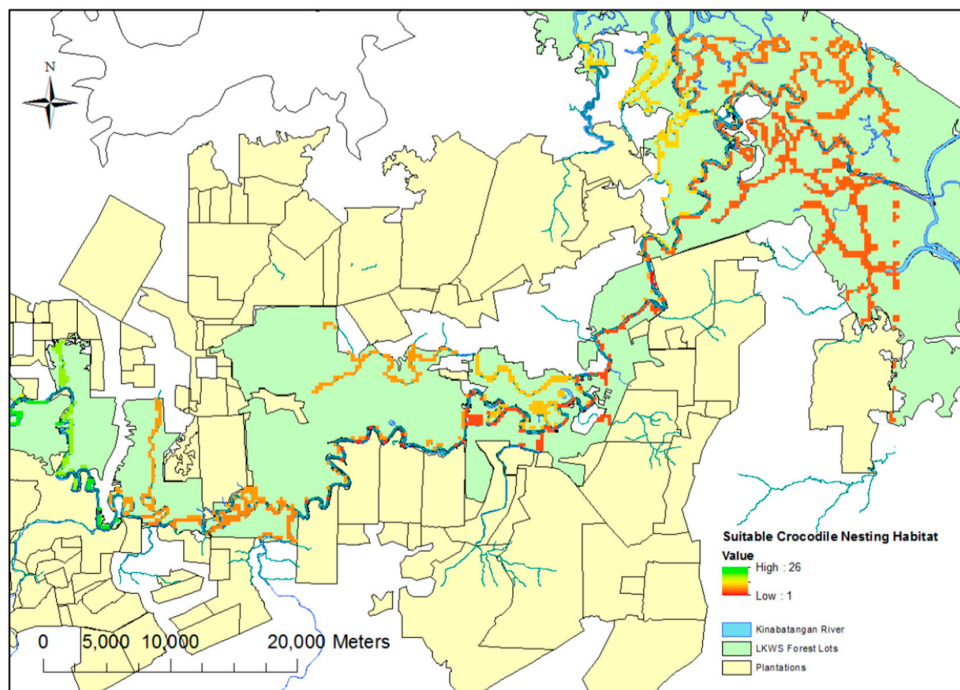 N
Suitable Crocodile Nesting Habitat
Value
High : 26
Low : 1
Kinabatangan River
LKWS Forest Lots
Plantations
0 5,000 10,000 20,000 Meters